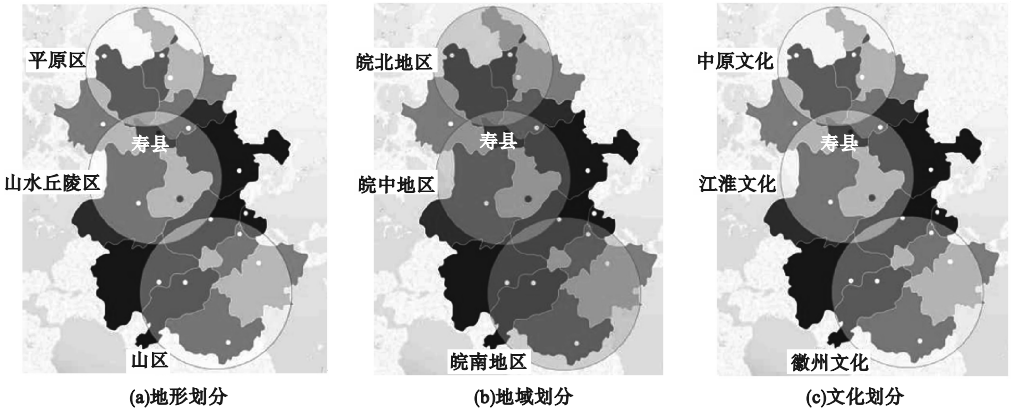 平原区
寿县
山水丘陵区
山区
(a)地形划分
皖北地区
寿县
皖中地区
皖南地区
(b)地域划分
中原文化
寿县
江淮文化
徽州文化
(c)文化划分